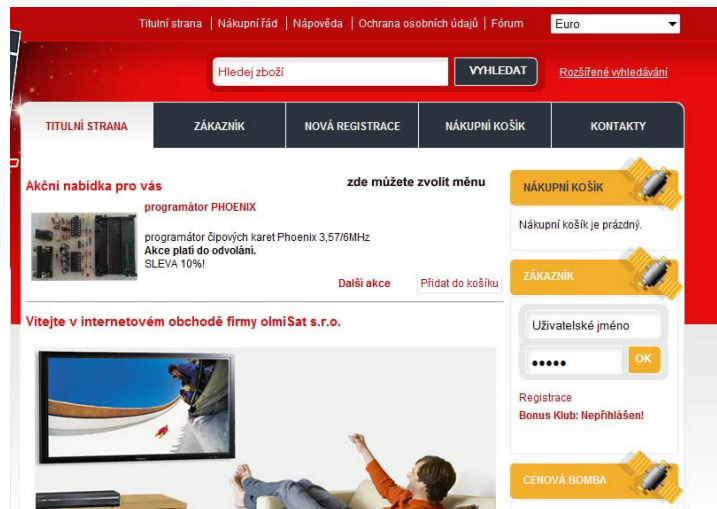 Titulní strana | Nákupní řád | Nápověda | Ochrana osobních údajů | Fórum
Euro
Hledej zboží
VYHLEDAT
Rozšířené vyhledávání
TITULNÍ STRANA
ZÁKAZNÍK
NOVÁ REGISTRACE
NÁKUPNÍ KOŠÍK
KONTAKTY
Akční nabídka pro vás
zde můžete zvolit měnu
programátor PHOENIX
programátor čipových karet Phoenix 3,57/6MHz
Akce platí do odvolání.
SLEVA 10%!
Další akce
Přidat do košíku
Vítejte v internetovém obchodě firmy olmiSat s.r.o.
NÁKUPNÍ KOŠÍK
Nákupní košík je prázdný.
ZÁKAZNÍK
Uživatelské jméno
•••••
OK
Registrace
Bonus Klub: Nepřihlášen!
CENOVÁ BOMBA